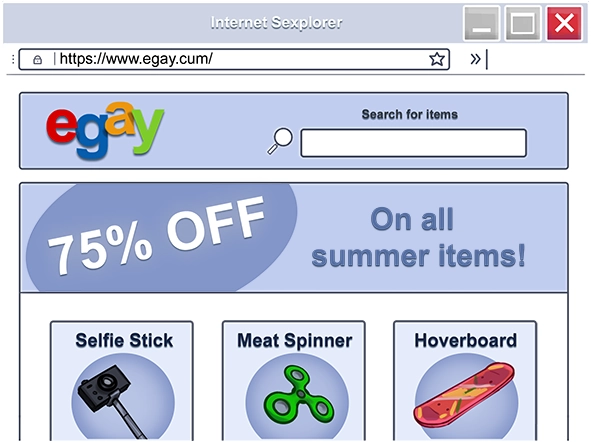 Internet Sexplorer
https://www.egay.cum/
»
egay
Search for items
75% OFF
On all
summer items!
Selfie Stick
Meat Spinner
Hoverboard